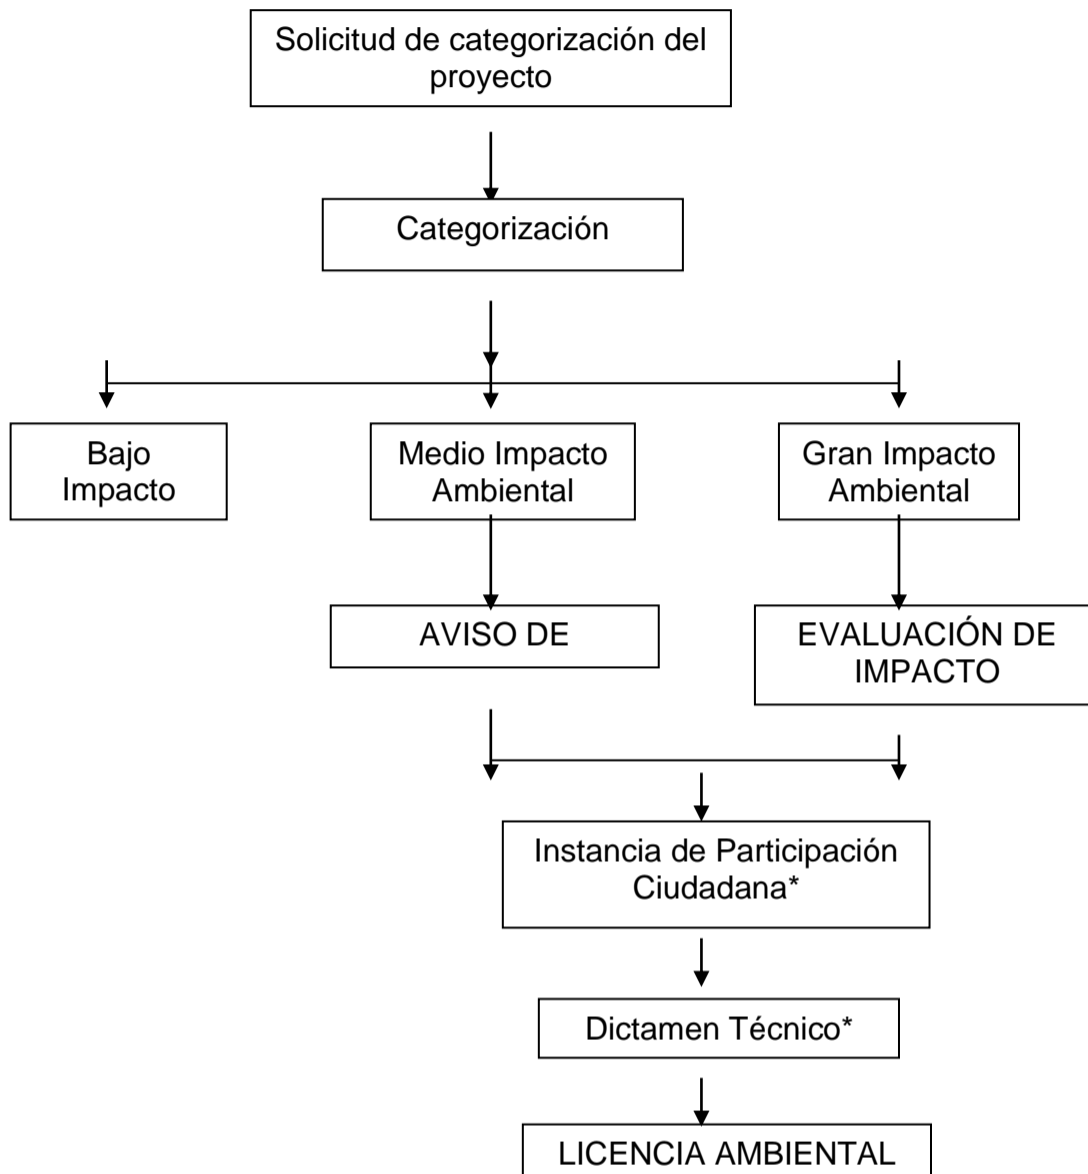 Solicitud de categorización del
proyecto
Categorización
Bajo
Impacto
Medio Impacto
Ambiental
Gran Impacto
Ambiental
AVISO DE
EVALUACIÓN DE
IMPACTO
Instancia de Participación
Ciudadana*
Dictamen Técnico*
LICENCIA AMBIENTAL